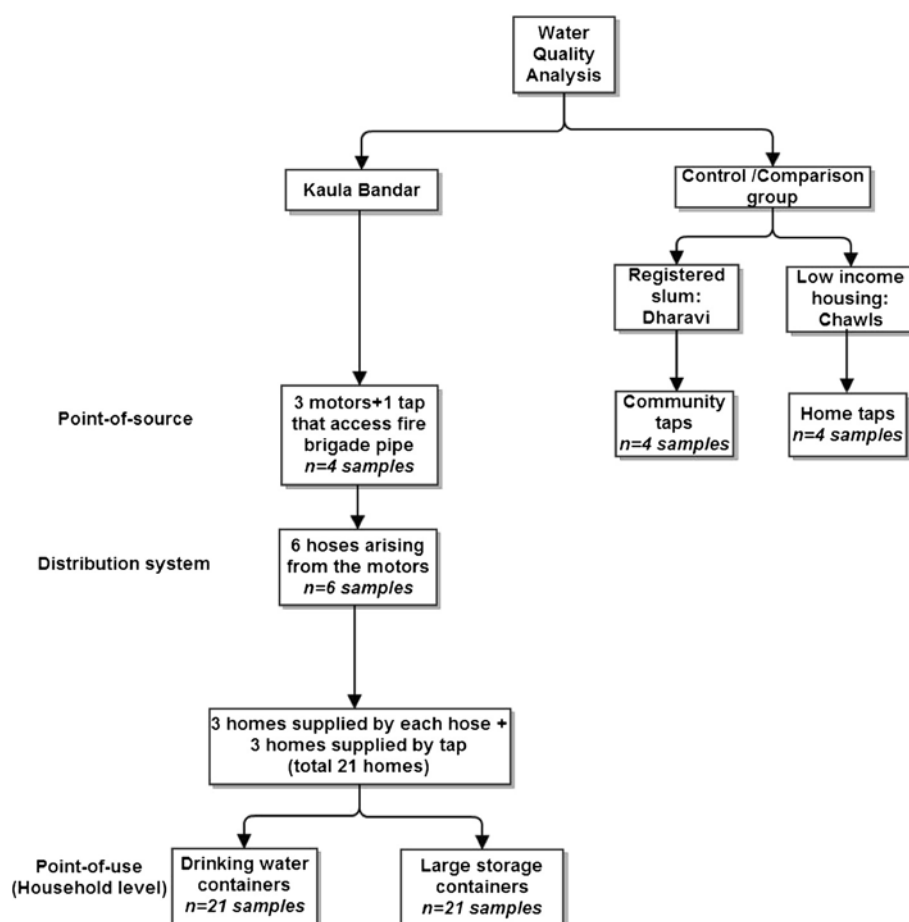 Water
Quality
Analysis
Kaula Bandar
Control /Comparison
group
Registered
slum:
Dharavi
Low income
housing:
Chawls
Point-of-source
3 motors+1 tap
that access fire
brigade pipe
n=4 samples
Community
taps
n=4 samples
Home taps
n=4 samples
Distribution system
6 hoses arising
from the motors
n=6 samples
3 homes supplied by each hose +
3 homes supplied by tap
(total 21 homes)
Point-of-use
(Household level)
Drinking water
containers
n=21 samples
Large storage
containers
n=21 samples